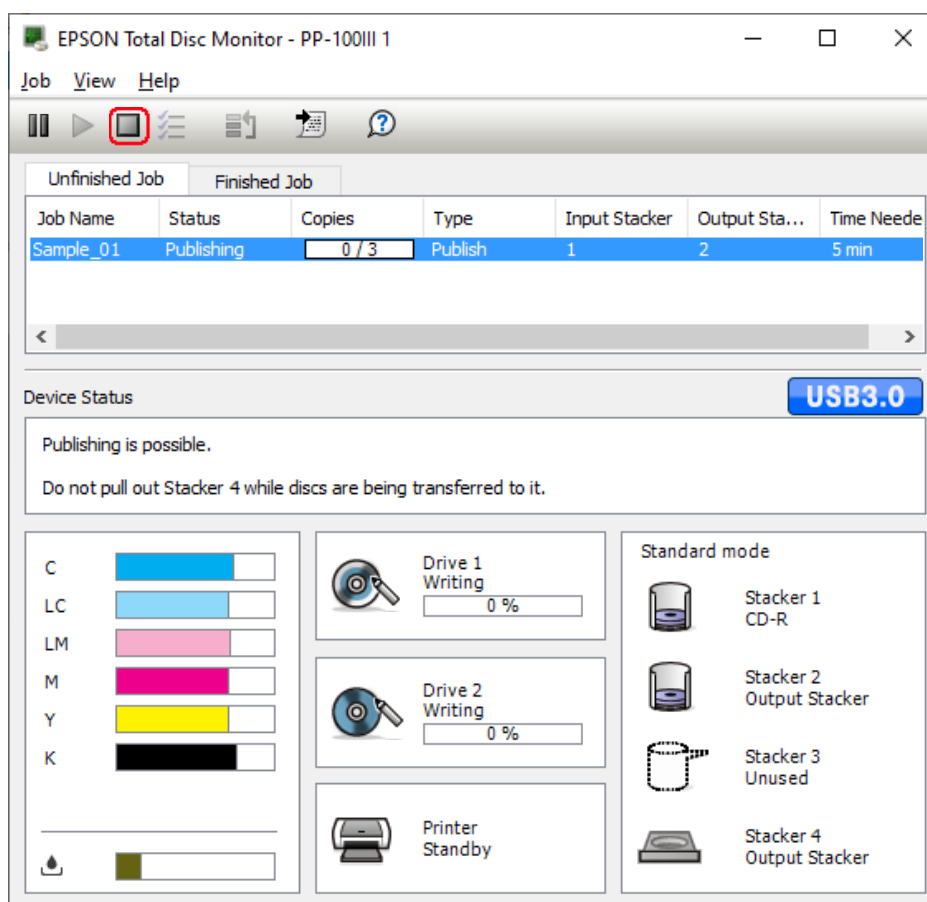 EPSON Total Disc Monitor - PP-100III 1
Job View Help
Unfinished Job Finished Job
Job Name Status Copies Type Input Stacker Output Sta... Time Neede
Sample_01 Publishing 0 / 3 Publish 1 2 5 min
Device Status USB3.0
Publishing is possible.
Do not pull out Stacker 4 while discs are being transferred to it.
C
LC
LM
M
Y
K
Drive 1
Writing
0 %
Drive 2
Writing
0 %
Printer
Standby
Standard mode
Stacker 1
CD-R
Stacker 2
Output Stacker
Stacker 3
Unused
Stacker 4
Output Stacker